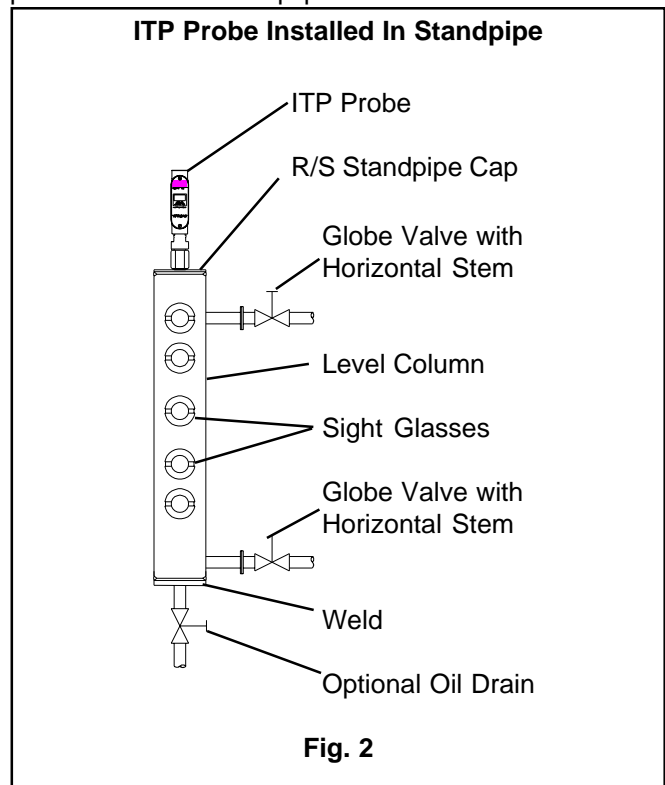 ITP Probe Installed In Standpipe
ITP Probe
R/S Standpipe Cap
Globe Valve with
Horizontal Stem
Level Column
Sight Glasses
Globe Valve with
Horizontal Stem
Weld
Optional Oil Drain
Fig. 2